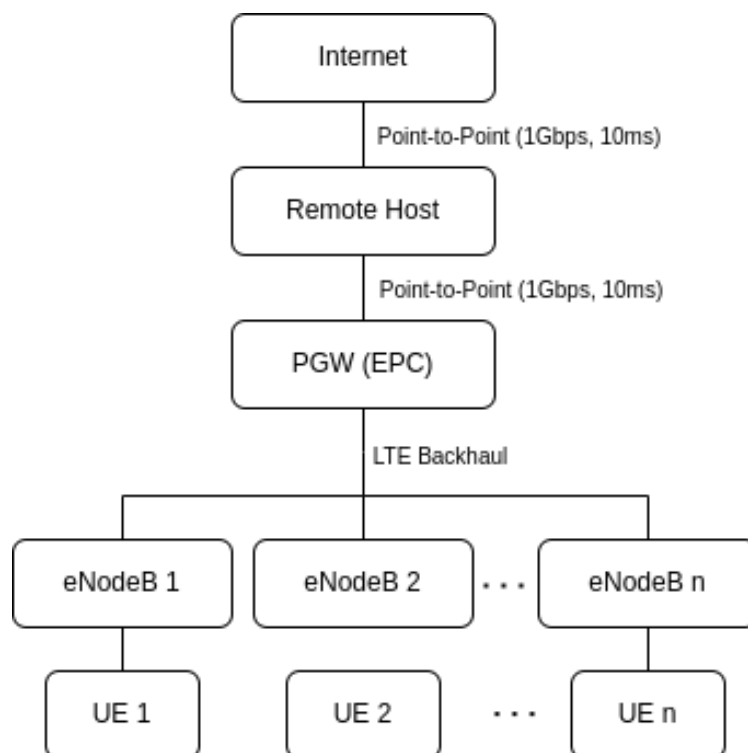 Internet
Point-to-Point (1Gbps, 10ms)
Remote Host
Point-to-Point (1Gbps, 10ms)
PGW (EPC)
LTE Backhaul
eNodeB 1
eNodeB 2
...
eNodeB n
UE 1
UE 2
...
UE n